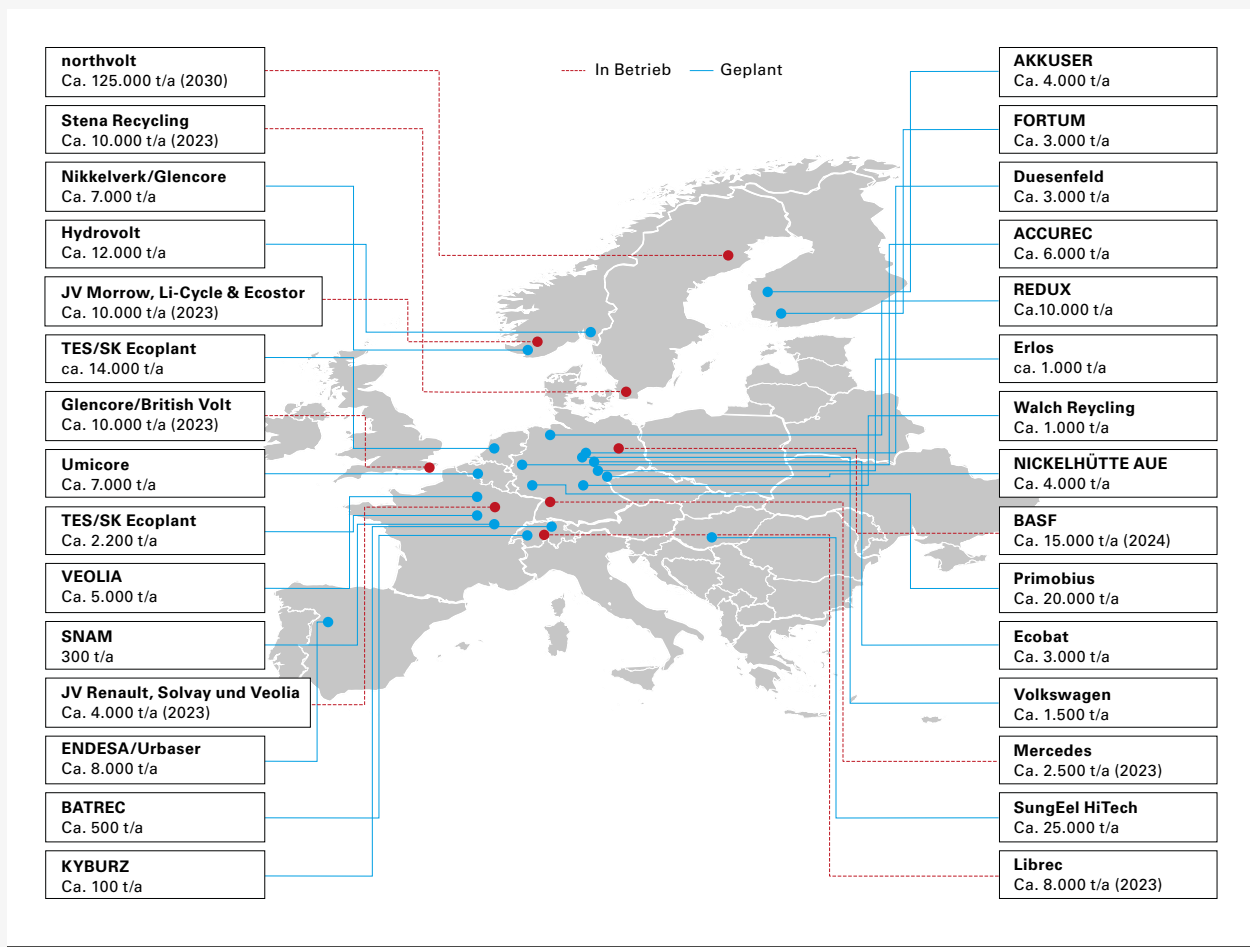 northvolt
Ca. 125.000 t/a (2030)
Stena Recycling
Ca. 10.000 t/a (2023)
Nikkelverk/Glencore
Ca. 7.000 t/a
Hydrovolt
Ca. 12.000 t/a
JV Morrow, Li-Cycle & Ecostor
Ca. 10.000 t/a (2023)
TES/SK Ecoplant
ca. 14.000 t/a
Glencore/British Volt
Ca. 10.000 t/a (2023)
Umicore
Ca. 7.000 t/a
TES/SK Ecoplant
Ca. 2.200 t/a
VEOLIA
Ca. 5.000 t/a
SNAM
300 t/a
JV Renault, Solvay und Veolia
Ca. 4.000 t/a (2023)
ENDESA/Urbaser
Ca. 8.000 t/a
BATREC
Ca. 500 t/a
KYBURZ
Ca. 100 t/a
In Betrieb
Geplant
AKKUSER
Ca. 4.000 t/a
FORTUM
Ca. 3.000 t/a
Duesenfeld
Ca. 3.000 t/a
ACCUREC
Ca. 6.000 t/a
REDUX
Ca.10.000 t/a
Erlos
ca. 1.000 t/a
Walch Reycling
Ca. 1.000 t/a
NICKELHÜTTE AUE
Ca. 4.000 t/a
BASF
Ca. 15.000 t/a (2024)
Primobius
Ca. 20.000 t/a
Ecobat
Ca. 3.000 t/a
Volkswagen
Ca. 1.500 t/a
Mercedes
Ca. 2.500 t/a (2023)
SungEel HiTech
Ca. 25.000 t/a
Librec
Ca. 8.000 t/a (2023)